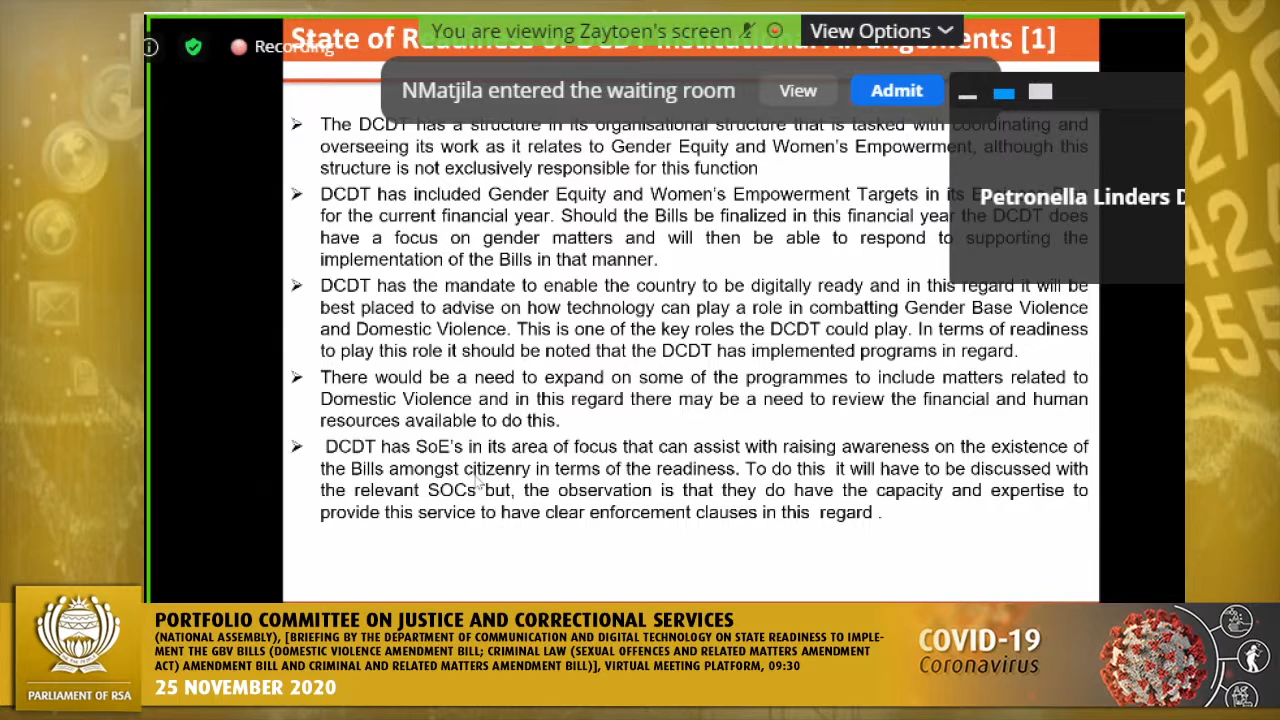 State of Readiness of DCDT Institutional Arrangements [1]
You are viewing Zaytoen's screen
View Options
Recording
NMatjila entered the waiting room
View
Admit
Petronella Linders D
The DCDT has a structure in its organisational structure that is tasked with coordinating and
overseeing its work as it relates to Gender Equity and Women's Empowerment, although this
structure is not exclusively responsible for this function
DCDT has included Gender Equity and Women's Empowerment Targets in its Business Plan
for the current financial year. Should the Bills be finalized in this financial year the DCDT does
have a focus on gender matters and will then be able to respond to supporting the
implementation of the Bills in that manner.
DCDT has the mandate to enable the country to be digitally ready and in this regard it will be
best placed to advise on how technology can play a role in combatting Gender Base Violence
and Domestic Violence. This is one of the key roles the DCDT could play. In terms of readiness
to play this role it should be noted that the DCDT has implemented programs in regard.
There would be a need to expand on some of the programmes to include matters related to
Domestic Violence and in this regard there may be a need to review the financial and human
resources available to do this.
DCDT has SoE's in its area of focus that can assist with raising awareness on the existence of
the Bills amongst citizenry in terms of the readiness. To do this it will have to be discussed with
the relevant SOCs but, the observation is that they do have the capacity and expertise to
provide this service to have clear enforcement clauses in this regard .
PARLIAMENT OF RSA
PORTFOLIO COMMITTEE ON JUSTICE AND CORRECTIONAL SERVICES
(NATIONAL ASSEMBLY), [BRIEFING BY THE DEPARTMENT OF COMMUNICATION AND DIGITAL TECHNOLOGY ON STATE READINESS TO IMPLE-
MENT THE GBV BILLS (DOMESTIC VIOLENCE AMENDMENT BILL; CRIMINAL LAW (SEXUAL OFFENCES AND RELATED MATTERS AMENDMENT
ACT) AMENDMENT BILL AND CRIMINAL AND RELATED MATTERS AMENDMENT BILL)], VIRTUAL MEETING PLATFORM, 09:30
25 NOVEMBER 2020
COVID-19
Coronavirus